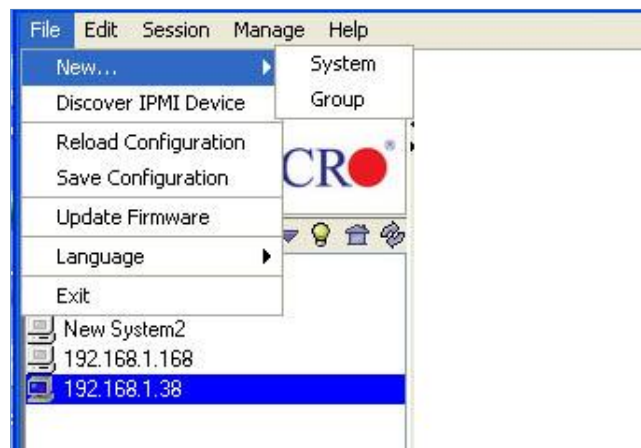 File Edit Session Manage Help
New... System
Discover IPMI Device Group
Reload Configuration
Save Configuration
CRO®
Update Firmware
Language
Exit
New System2
192.168.1.168
192.168.1.38